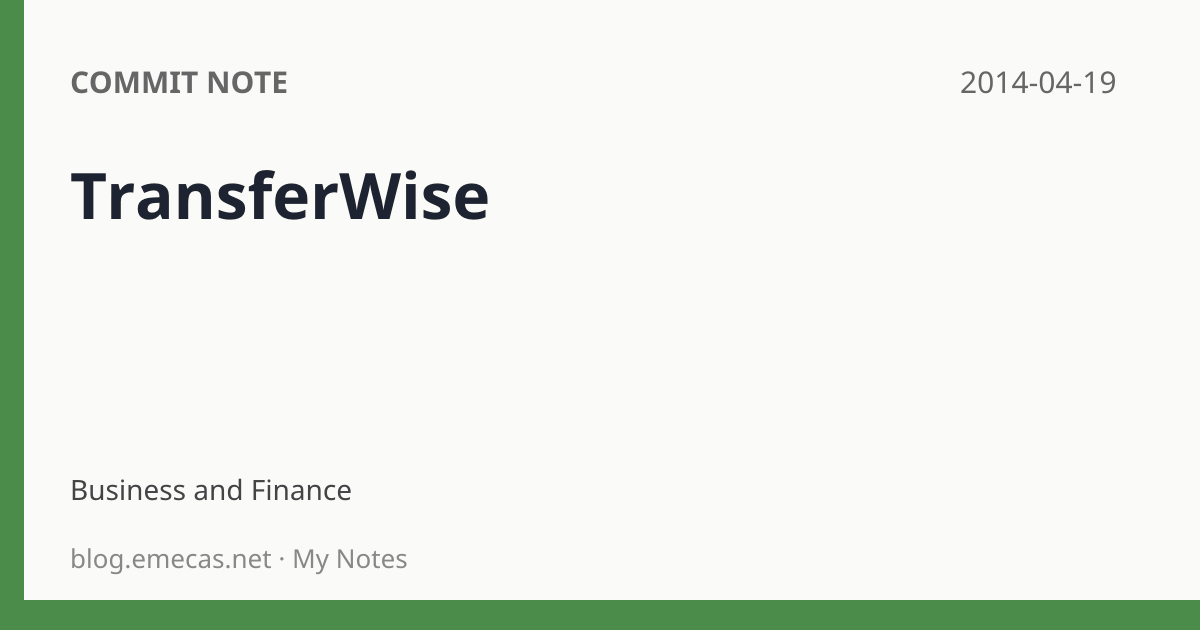 COMMIT NOTE 2014-04-19
TransferWise
Business and Finance
blog.emecas.net · My Notes